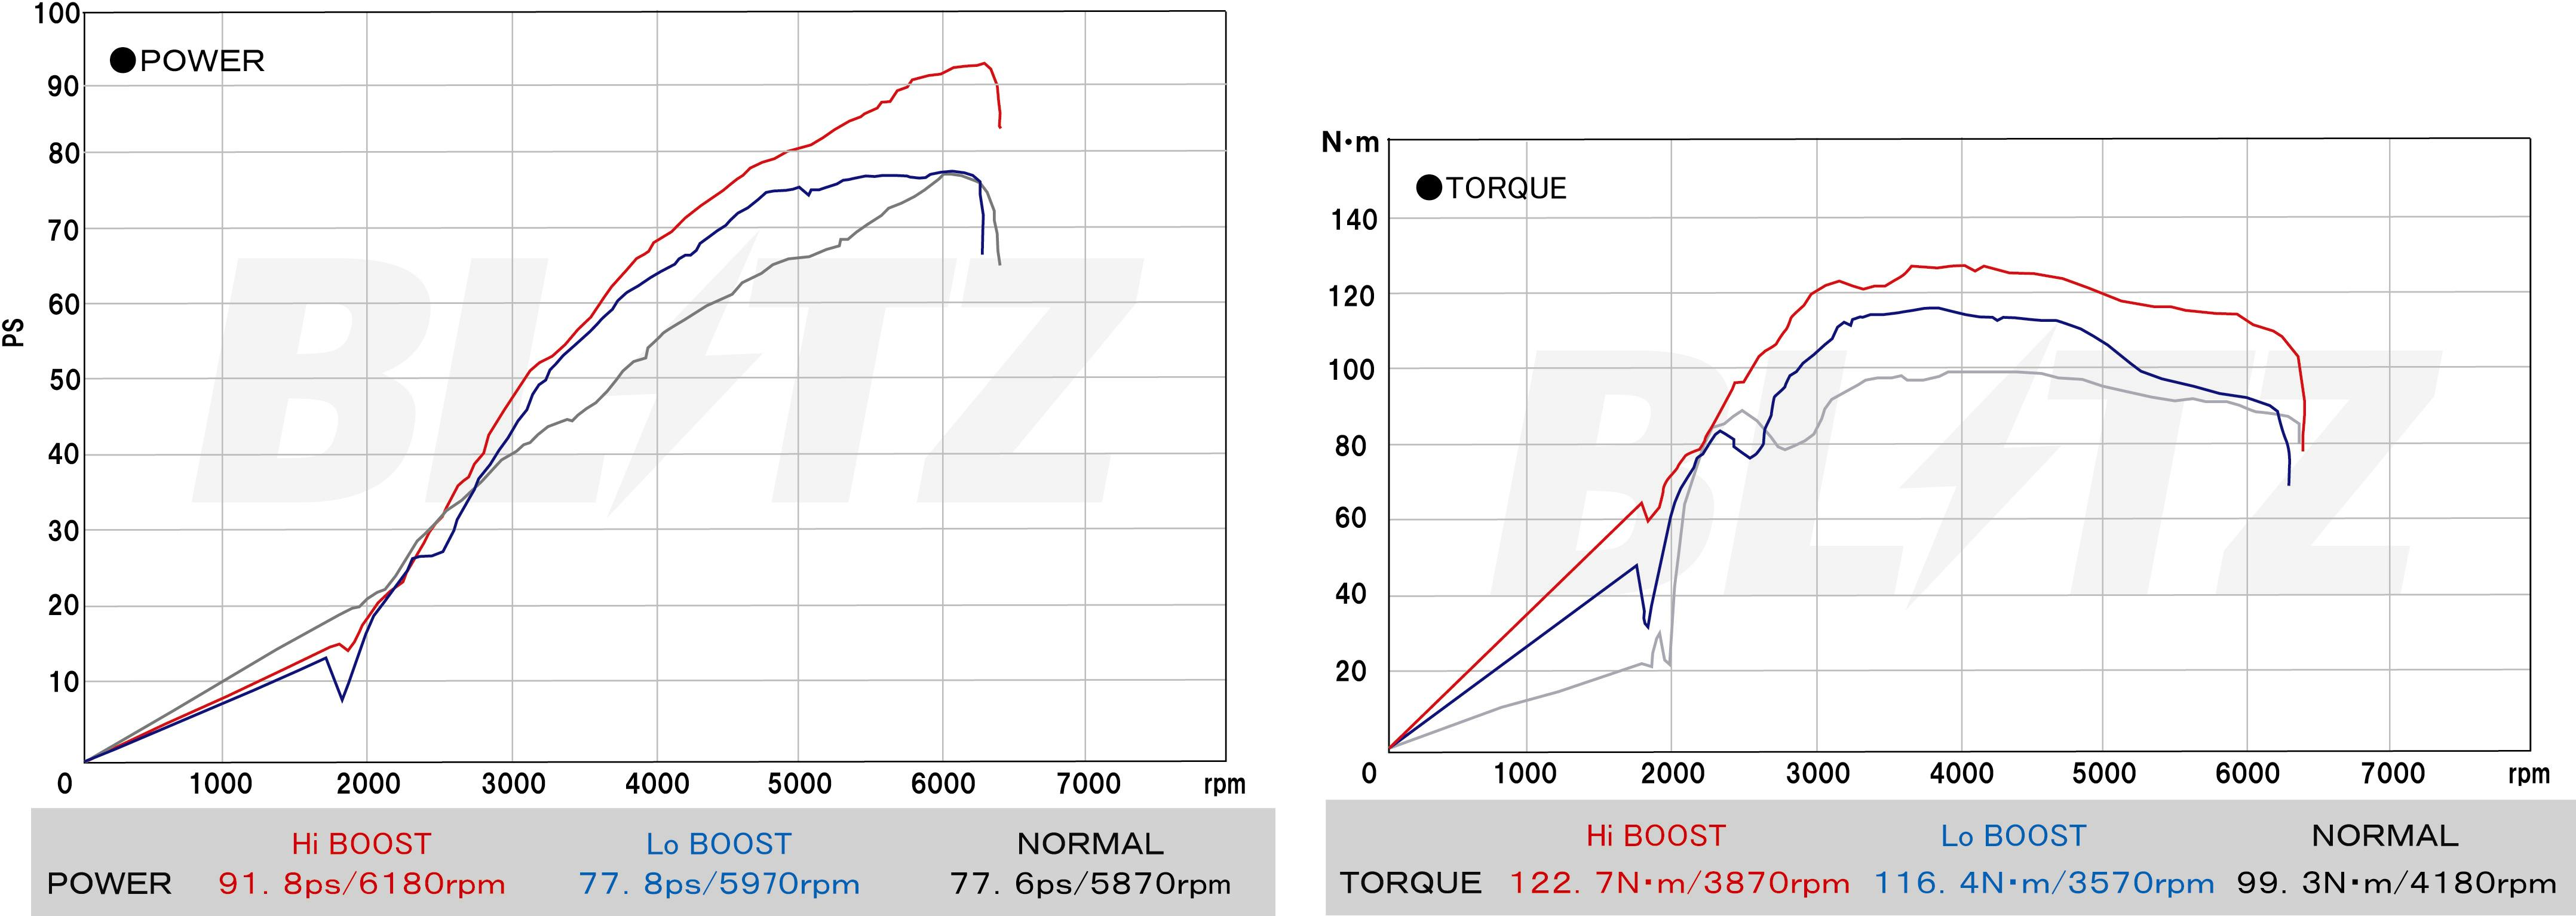 100
●POWER
90
80
70
60
PS
50
40
30
20
10
0 1000 2000 3000 4000 5000 6000 7000 rpm
Hi BOOST Lo BOOST NORMAL
POWER 91. 8ps/6180rpm 77. 8ps/5970rpm 77. 6ps/5870rpm
BLITZ
N・m
●TORQUE
140
120
100
80
60
40
20
0 1000 2000 3000 4000 5000 6000 7000 rpm
Hi BOOST Lo BOOST NORMAL
TORQUE 122. 7N・m/3870rpm 116. 4N・m/3570rpm 99. 3N・m/4180rpm
BLITZ